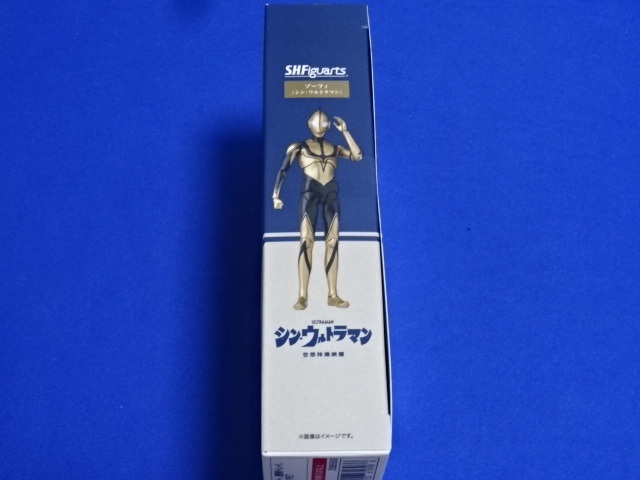 S.H.Figuarts
ゾーフィ
(シン・ウルトラマン)
ULTRAMAN
シン・ウルトラマン
空想特撮映画
※画像はイメージです。